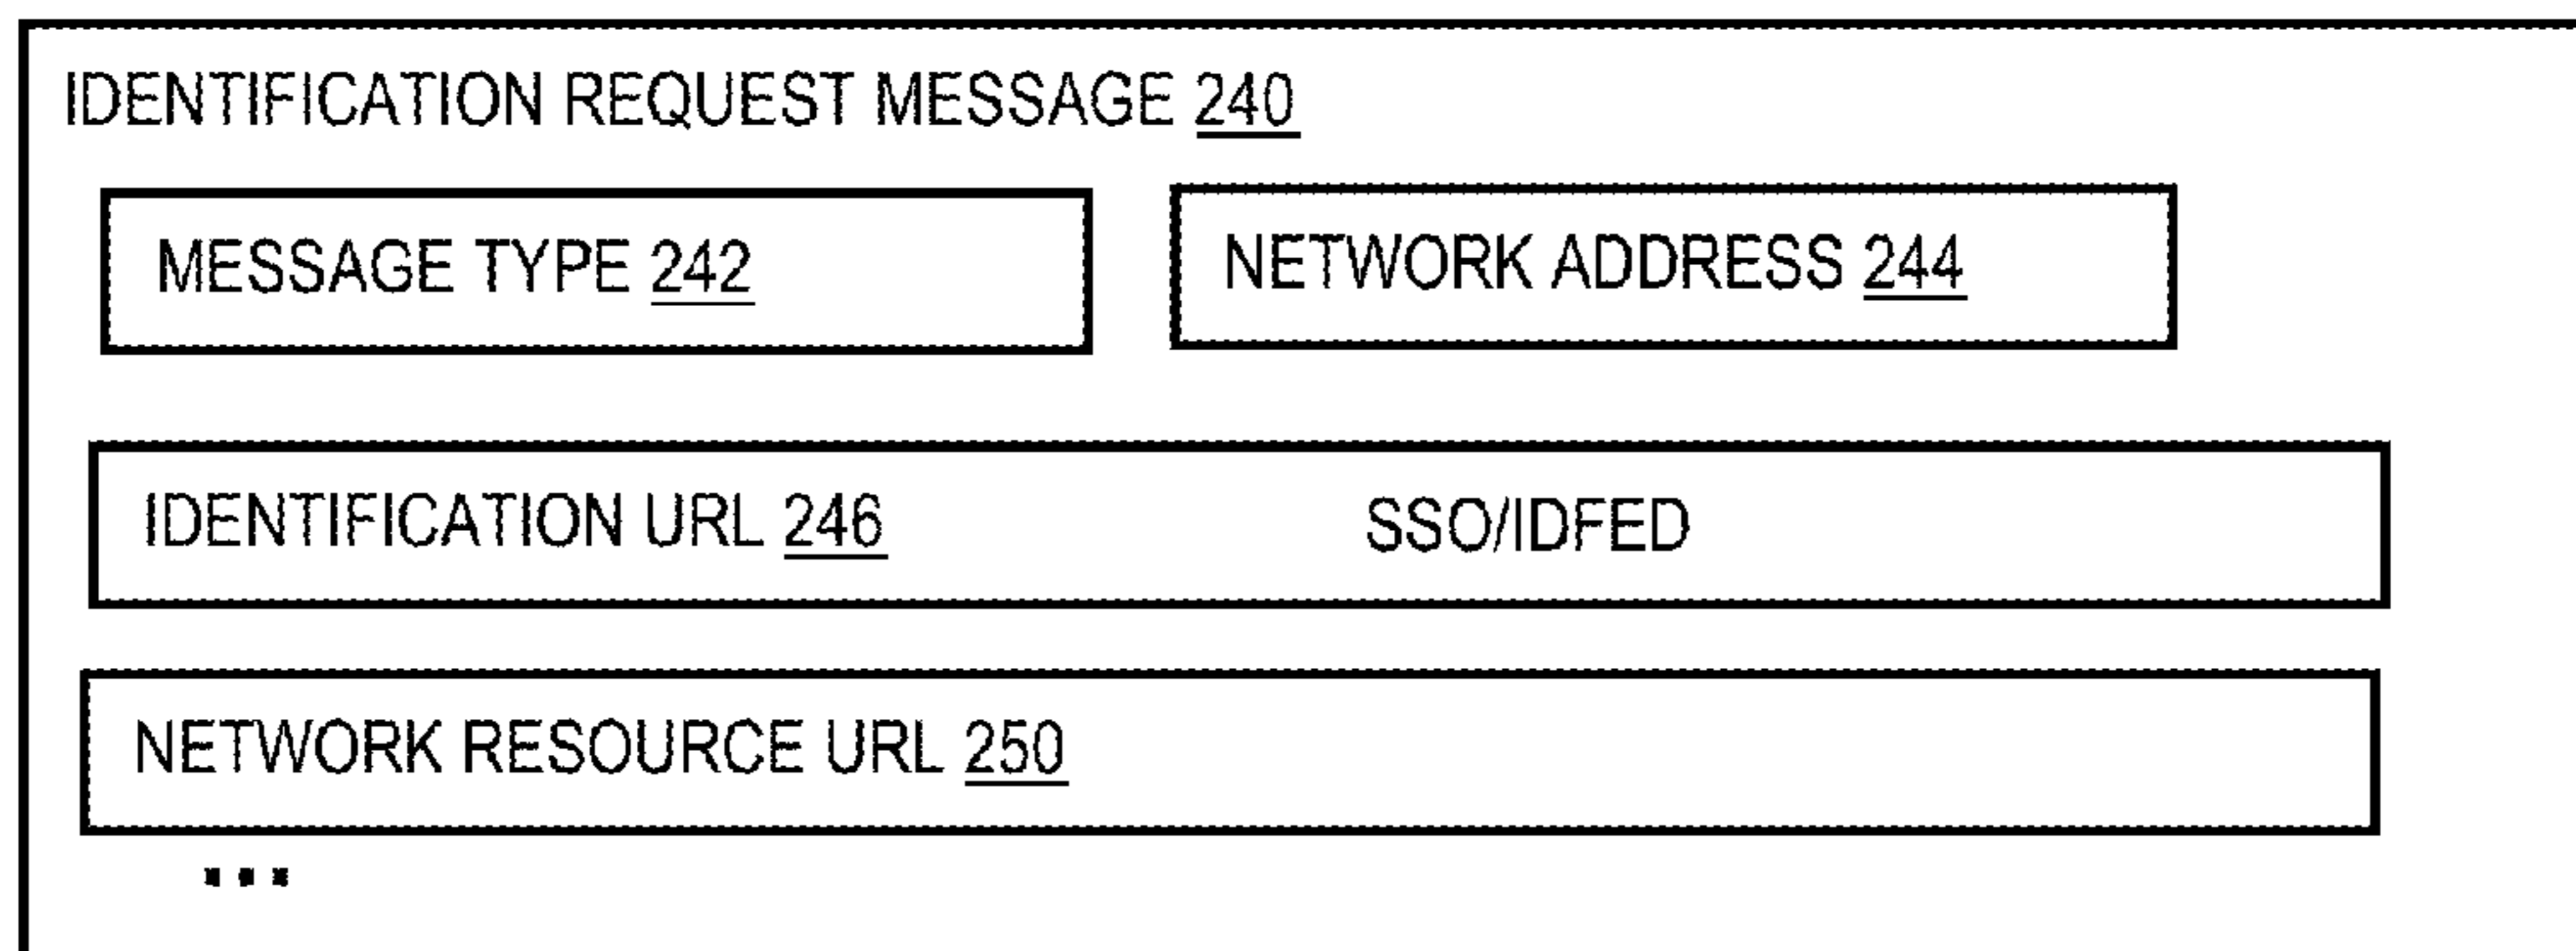 IDENTIFICATION REQUEST MESSAGE 240
MESSAGE TYPE 242
NETWORK ADDRESS 244
IDENTIFICATION URL 246 SSO/IDFED
NETWORK RESOURCE URL 250
...